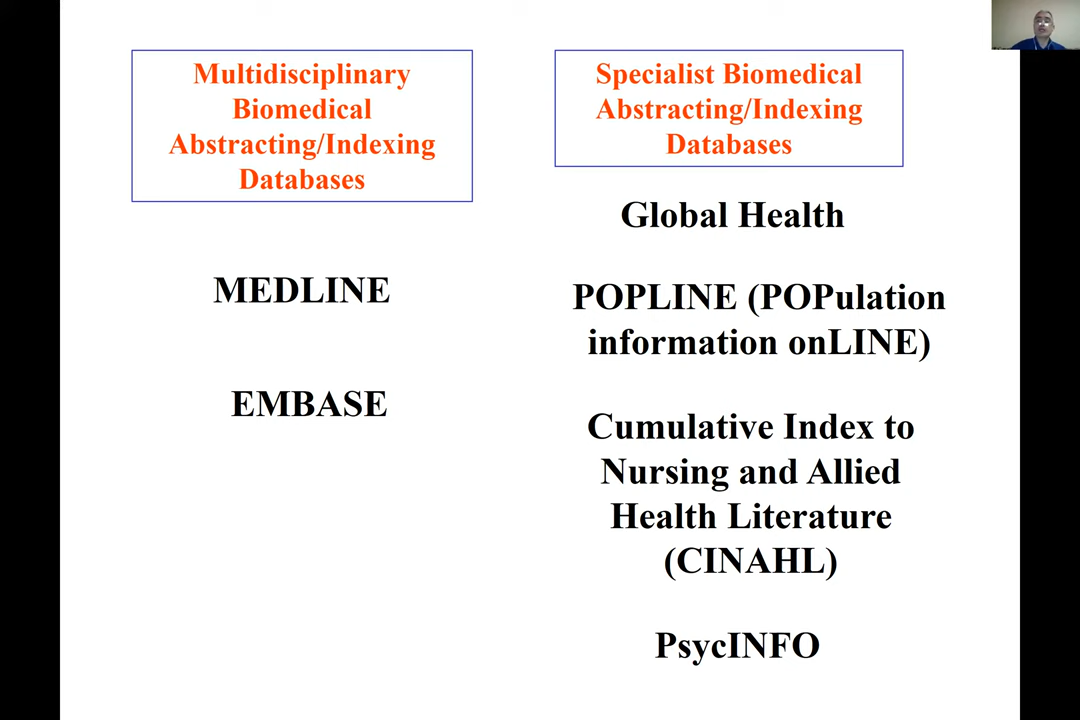 Multidisciplinary
Biomedical
Abstracting/Indexing
Databases
MEDLINE
EMBASE
Specialist Biomedical
Abstracting/Indexing
Databases
Global Health
POPLINE (POPulation
information onLINE)
Cumulative Index to
Nursing and Allied
Health Literature
(CINAHL)
PsycINFO